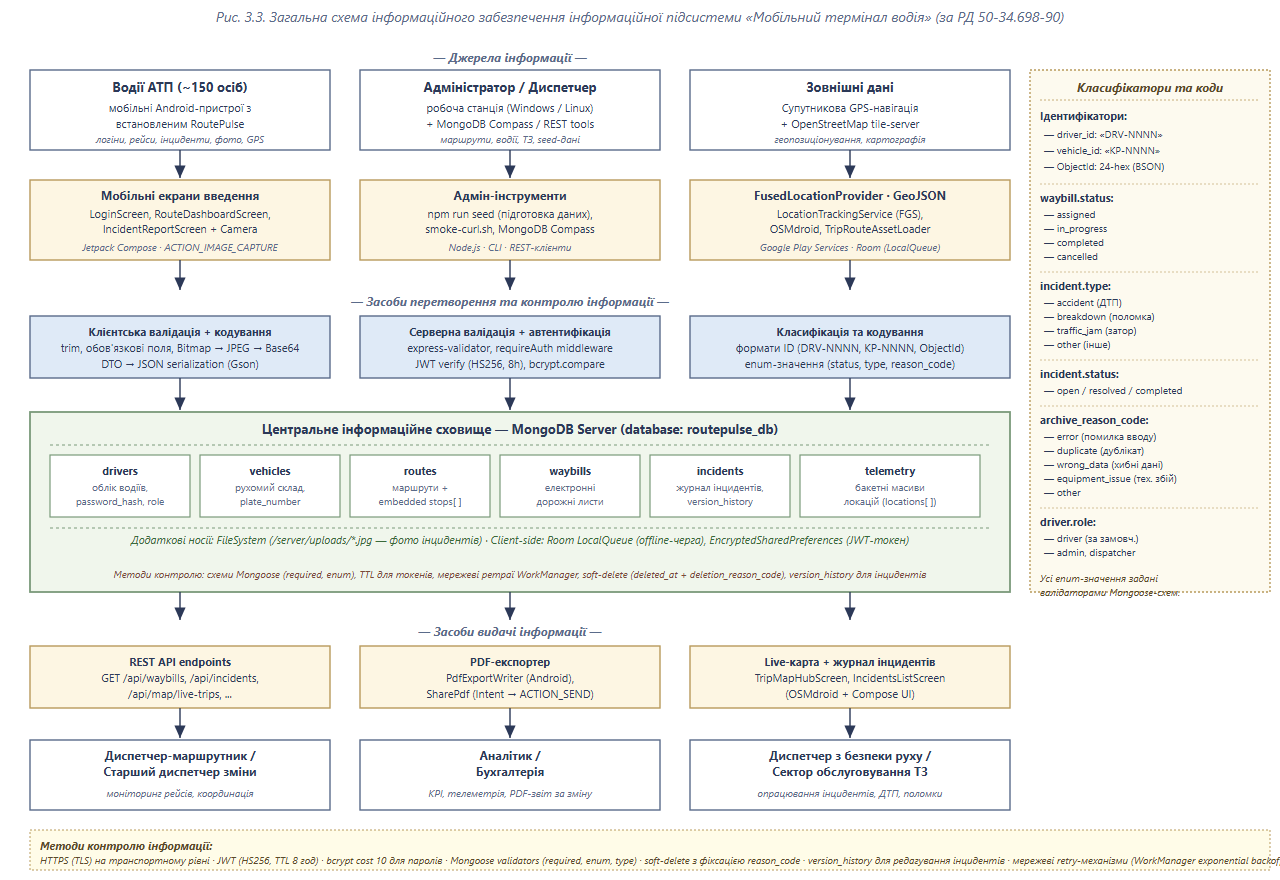 Рис. 3.3. Загальна схема інформаційного забезпечення інформаційної підсистеми «Мобільний термінал водія» (за РД 50-34.698-90)
— Джерела інформації —
Водії АТП (~150 осіб)
мобільні Android-пристрої з
встановленим RoutePulse
логіни, рейси, інциденти, фото, GPS
Адміністратор / Диспетчер
робоча станція (Windows / Linux)
+ MongoDB Compass / REST tools
маршрути, водії, ТЗ, seed-дані
Зовнішні дані
Супутникова GPS-навігація
+ OpenStreetMap tile-server
геопозиціонування, картографія
Мобільні екрани введення
LoginScreen, RouteDashboardScreen,
IncidentReportScreen + Camera
Jetpack Compose · ACTION_IMAGE_CAPTURE
Адмін-інструменти
npm run seed (підготовка даних),
smoke-curl.sh, MongoDB Compass
Node.js · CLI · REST-клієнти
FusedLocationProvider · GeoJSON
LocationTrackingService (FGS),
OSMdroid, TripRouteAssetLoader
Google Play Services · Room (LocalQueue)
— Засоби перетворення та контролю інформації —
Клієнтська валідація + кодування
trim, обов'язкові поля, Bitmap → JPEG → Base64
DTO → JSON serialization (Gson)
Серверна валідація + автентифікація
express-validator, requireAuth middleware
JWT verify (HS256, 8h), bcrypt.compare
Класифікація та кодування
формати ID (DRV-NNNN, KP-NNNN, ObjectId)
enum-значення (status, type, reason_code)
Центральне інформаційне сховище — MongoDB Server (database: routepulse_db)
drivers
облік водіїв,
password_hash, role
vehicles
рухомий склад,
plate_number
routes
маршрути +
embedded stops[ ]
waybills
електронні
дорожні листи
incidents
журнал інцидентів,
version_history
telemetry
бакетні масиви
локацій (locations[ ])
Додаткові носії: FileSystem (/server/uploads/*.jpg — фото інцидентів) · Client-side: Room LocalQueue (offline-черга), EncryptedSharedPreferences (JWT-токен)
Методи контролю: схеми Mongoose (required, enum), TTL для токенів, мережеві ретраї WorkManager, soft-delete (deleted_at + deletion_reason_code), version_history для інцидентів
— Засоби видачі інформації —
REST API endpoints
GET /api/waybills, /api/incidents,
/api/map/live-trips, ...
PDF-експортер
PdfExportWriter (Android),
SharePdf (Intent → ACTION_SEND)
Live-карта + журнал інцидентів
TripMapHubScreen, IncidentsListScreen
(OSMdroid + Compose UI)
Диспетчер-маршрутник /
Старший диспетчер зміни
моніторинг рейсів, координація
Аналітик /
Бухгалтерія
KPI, телеметрія, PDF-звіт за зміну
Диспетчер з безпеки руху /
Сектор обслуговування ТЗ
опрацювання інцидентів, ДТП, поломки
Класифікатори та коди
Ідентифікатори:
— driver_id: «DRV-NNNN»
— vehicle_id: «KP-NNNN»
— ObjectId: 24-hex (BSON)
waybill.status:
— assigned
— in_progress
— completed
— cancelled
incident.type:
— accident (ДТП)
— breakdown (поломка)
— traffic_jam (затор)
— other (інше)
incident.status:
— open / resolved / completed
archive_reason_code:
— error (помилка вводу)
— duplicate (дублікат)
— wrong_data (хибні дані)
— equipment_issue (тех. збій)
— other
driver.role:
— driver (за замовч.)
— admin, dispatcher
Усі enum-значення задані
валідаторами Mongoose-схем.
Методи контролю інформації:
HTTPS (TLS) на транспортному рівні · JWT (HS256, TTL 8 год) · bcrypt cost 10 для паролів · Mongoose validators (required, enum, type) · soft-delete з фіксацією reason_code · version_history для редагування інцидентів · мережеві retry-механізми (WorkManager exponential